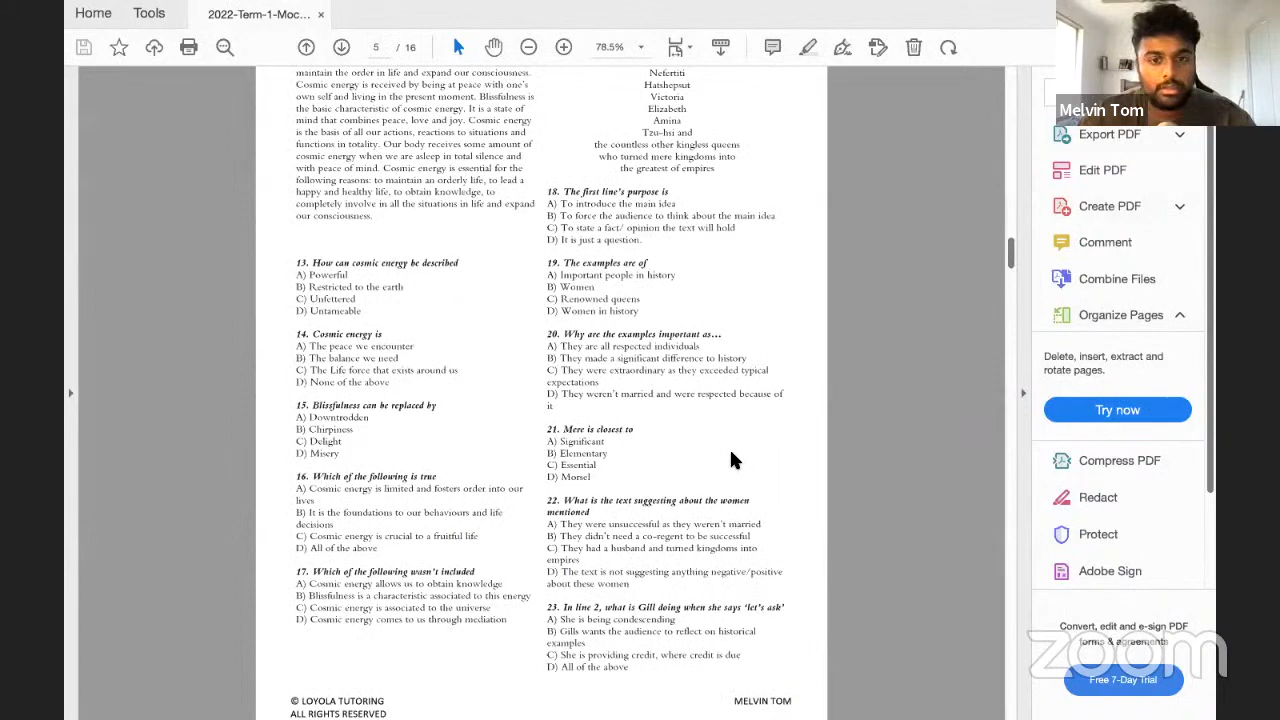 Home
Tools
2022-Term-1-Moc... ×
5 / 16
78.5%
Melvin Tom
maintain the order in life and expand our consciousness.
Cosmic energy is received by being at peace with one's
own self and living in the present moment. Blissfulness is
the basic characteristic of cosmic energy. It is a state of
mind that combines peace, love and joy. Cosmic energy
is the basis of all our actions, reactions to situations and
functions in totality. Our body receives some amount of
cosmic energy when we are asleep in total silence and
with peace of mind. Cosmic energy is essential for the
following reasons: to maintain an orderly life, to lead a
happy and healthy life, to obtain knowledge, to
completely involve in all the situations in life and expand
our consciousness.
13. How can cosmic energy be described
A) Powerful
B) Restricted to the earth
C) Unfettered
D) Untameable
14. Cosmic energy is
A) The peace we encounter
B) The balance we need
C) The Life force that exists around us
D) None of the above
15. Blissfulness can be replaced by
A) Downtrodden
B) Chirpiness
C) Delight
D) Misery
16. Which of the following is true
A) Cosmic energy is limited and fosters order into our
lives
B) It is the foundations to our behaviours and life
decisions
C) Cosmic energy is crucial to a fruitful life
D) All of the above
17. Which of the following wasn't included
A) Cosmic energy allows us to obtain knowledge
B) Blissfulness is a characteristic associated to this energy
C) Cosmic energy is associated to the universe
D) Cosmic energy comes to us through mediation
Nefertiti
Hatshepsut
Victoria
Elizabeth
Amina
Tzu-hsi and
the countless other kingless queens
who turned mere kingdoms into
the greatest of empires
18. The first line's purpose is
A) To introduce the main idea
B) To force the audience to think about the main idea
C) To state a fact/ opinion the text will hold
D) It is just a question.
19. The examples are of
A) Important people in history
B) Women
C) Renowned queens
D) Women in history
20. Why are the examples important as…
A) They are all respected individuals
B) They made a significant difference to history
C) They were extraordinary as they exceeded typical
expectations
D) They weren't married and were respected because of
it
21. Mere is closest to
A) Significant
B) Elementary
C) Essential
D) Morsel
22. What is the text suggesting about the women
mentioned
A) They were unsuccessful as they weren't married
B) They didn't need a co-regent to be successful
C) They had a husband and turned kingdoms into
empires
D) The text is not suggesting anything negative/positive
about these women
23. In line 2, what is Gill doing when she says 'let's ask'
A) She is being condescending
B) Gills wants the audience to reflect on historical
examples
C) She is providing credit, where credit is due
D) All of the above
© LOYOLA TUTORING
ALL RIGHTS RESERVED
MELVIN TOM
Export PDF
Edit PDF
Create PDF
Comment
Combine Files
Organize Pages
Delete, insert, extract and
rotate pages.
Try now
Compress PDF
Redact
Protect
Adobe Sign
Convert, edit and e-sign PDF
forms & agreements
Free 7-Day Trial
zoom